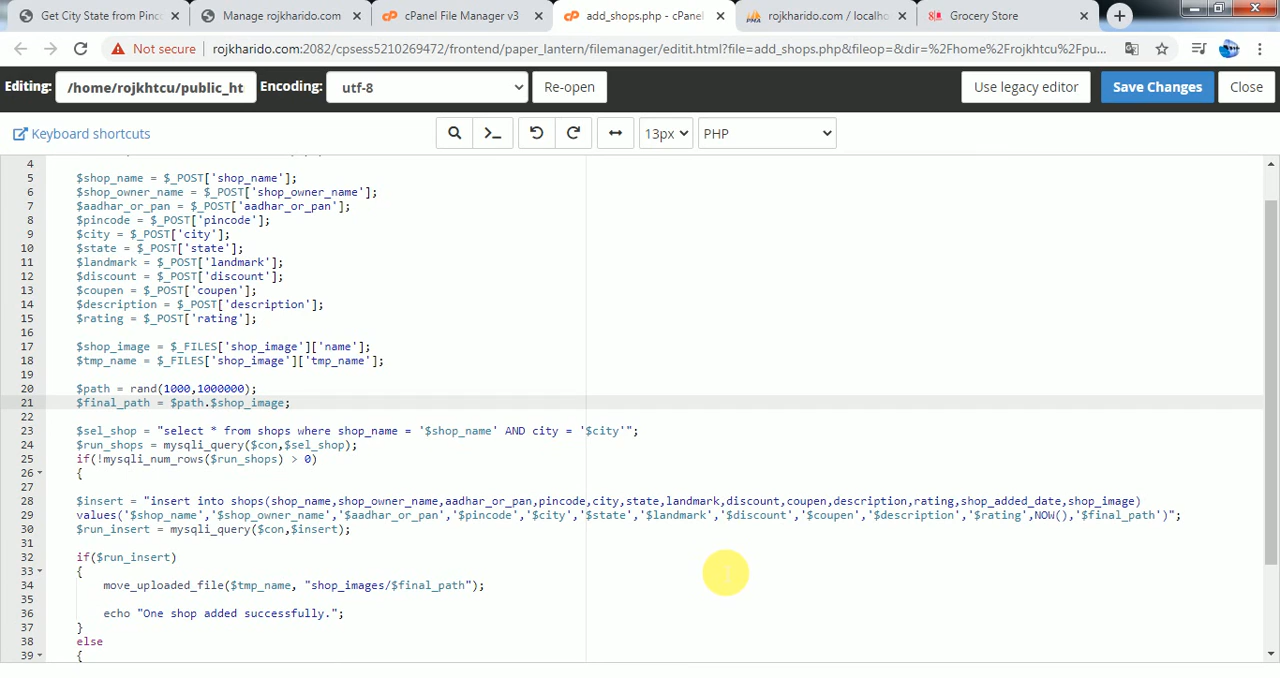 Get City State from Pinco
Manage rojkharido.com
cPanel File Manager v3
add_shops.php - cPanel
rojkharido.com / localho
Grocery Store
Not secure
rojkharido.com:2082/cpsess5210269472/frontend/paper_lantern/filemanager/editit.html?file=add_shops.php&fileop=&dir=%2Fhome%2Frojkhtcu%2Fpu...
Editing: /home/rojkhtcu/public_ht Encoding: utf-8 Re-open Use legacy editor Save Changes Close
Keyboard shortcuts 13px PHP
4
5 $shop_name = $_POST['shop_name'];
6 $shop_owner_name = $_POST['shop_owner_name'];
7 $aadhar_or_pan = $_POST['aadhar_or_pan'];
8 $pincode = $_POST['pincode'];
9 $city = $_POST['city'];
10 $state = $_POST['state'];
11 $landmark = $_POST['landmark'];
12 $discount = $_POST['discount'];
13 $coupen = $_POST['coupen'];
14 $description = $_POST['description'];
15 $rating = $_POST['rating'];
16
17 $shop_image = $_FILES['shop_image']['name'];
18 $tmp_name = $_FILES['shop_image']['tmp_name'];
19
20 $path = rand(1000,1000000);
21 $final_path = $path.$shop_image;
22
23 $sel_shop = "select * from shops where shop_name = '$shop_name' AND city = '$city'";
24 $run_shops = mysqli_query($con,$sel_shop);
25 if(!mysqli_num_rows($run_shops) > 0)
26 {
27
28 $insert = "insert into shops(shop_name,shop_owner_name,aadhar_or_pan,pincode,city,state,landmark,discount,coupen,description,rating,shop_added_date,shop_image)
29 values('$shop_name','$shop_owner_name','$aadhar_or_pan','$pincode','$city','$state','$landmark','$discount','$coupen','$description','$rating',NOW(),'$final_path')";
30 $run_insert = mysqli_query($con,$insert);
31
32 if($run_insert)
33 {
34 move_uploaded_file($tmp_name, "shop_images/$final_path");
35
36 echo "One shop added successfully.";
37 }
38 else
39 {